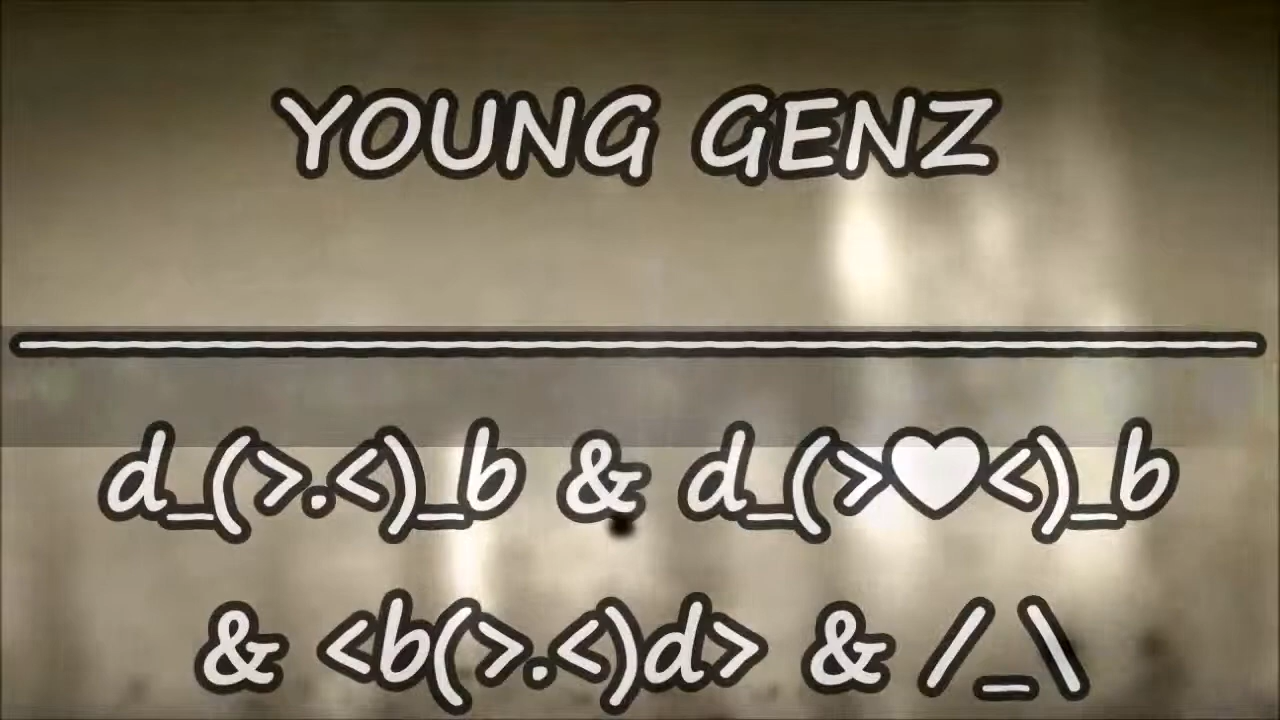 YOUNG GENZ
d_(>.<)_b & d_(>♥<)_b
& <b(>.<)d> & /_\